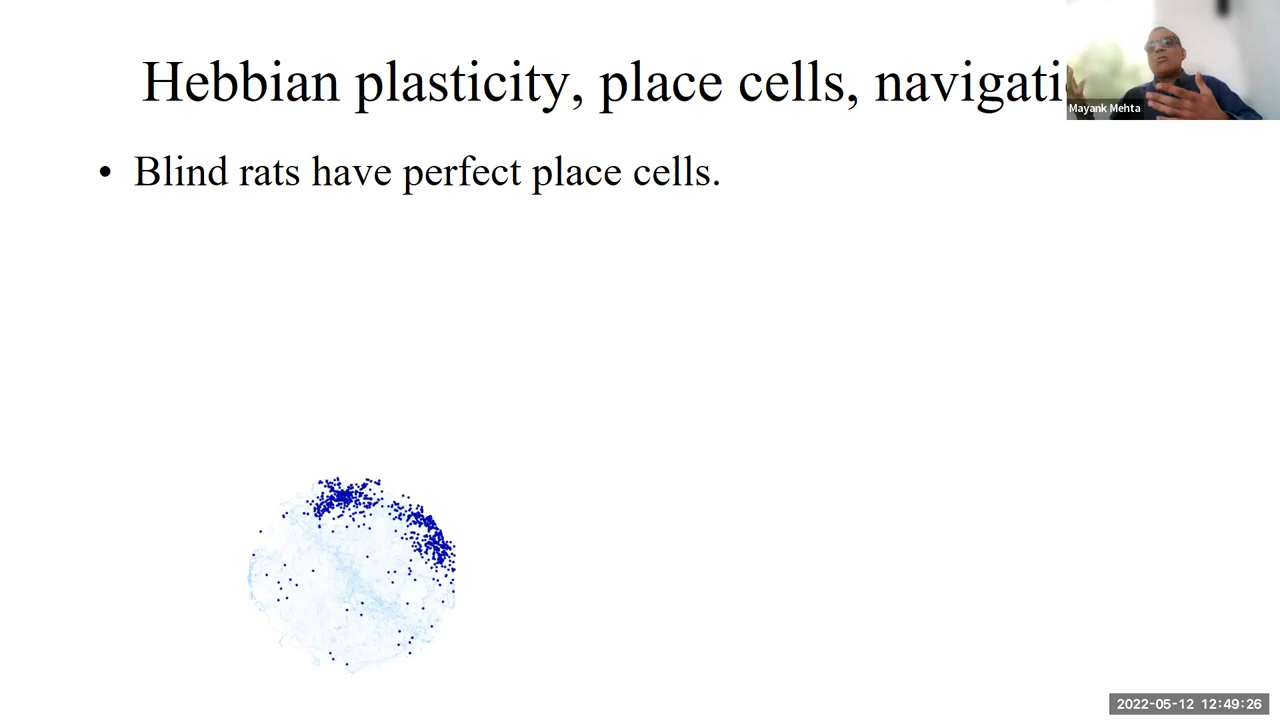 Hebbian plasticity, place cells, navigati
Mayank Mehta
• Blind rats have perfect place cells.
2022-05-12 12:49:26